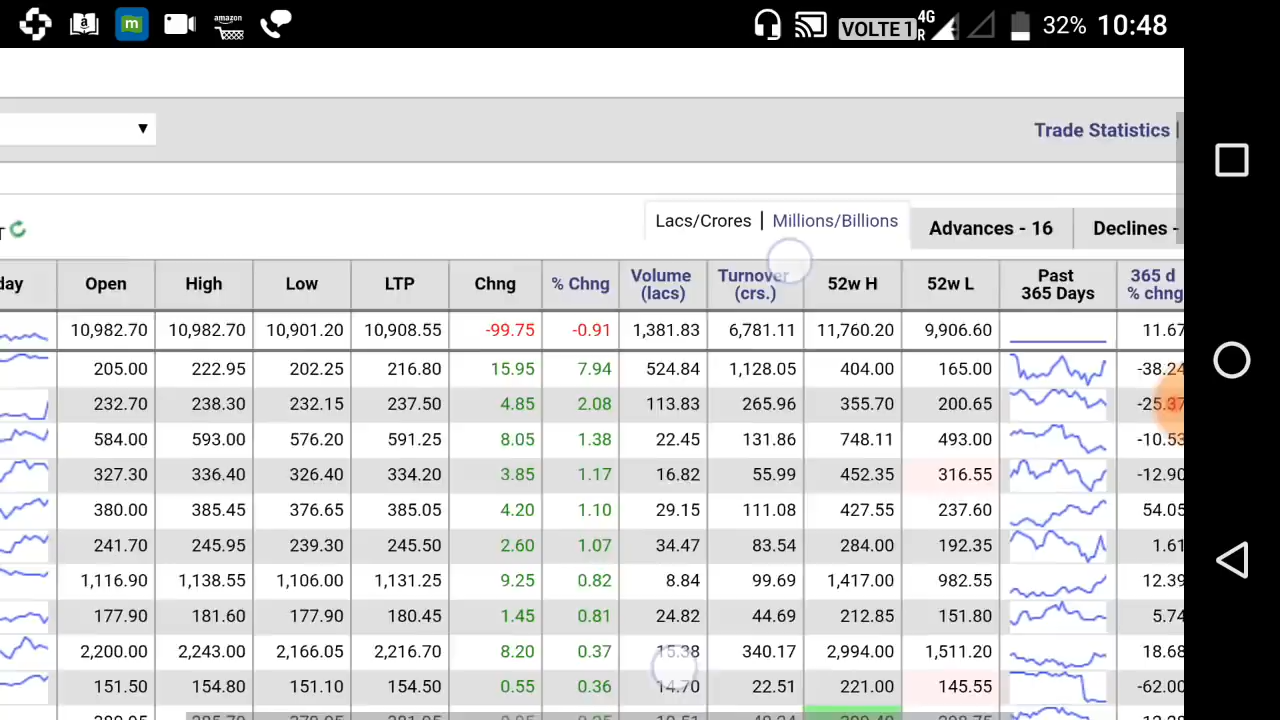 amazon
m
a
VOLTE 1 4G R 32% 10:48
Trade Statistics |
Lacs/Crores | Millions/Billions Advances - 16 Declines -
day Open High Low LTP Chng % Chng Volume (lacs) Turnover (crs.) 52w H 52w L Past 365 Days 365 d % chng
10,982.70 10,982.70 10,901.20 10,908.55 -99.75 -0.91 1,381.83 6,781.11 11,760.20 9,906.60 11.67
205.00 222.95 202.25 216.80 15.95 7.94 524.84 1,128.05 404.00 165.00 -38.24
232.70 238.30 232.15 237.50 4.85 2.08 113.83 265.96 355.70 200.65 -25.37
584.00 593.00 576.20 591.25 8.05 1.38 22.45 131.86 748.11 493.00 -10.53
327.30 336.40 326.40 334.20 3.85 1.17 16.82 55.99 452.35 316.55 -12.90
380.00 385.45 376.65 385.05 4.20 1.10 29.15 111.08 427.55 237.60 54.05
241.70 245.95 239.30 245.50 2.60 1.07 34.47 83.54 284.00 192.35 1.61
1,116.90 1,138.55 1,106.00 1,131.25 9.25 0.82 8.84 99.69 1,417.00 982.55 12.39
177.90 181.60 177.90 180.45 1.45 0.81 24.82 44.69 212.85 151.80 5.74
2,200.00 2,243.00 2,166.05 2,216.70 8.20 0.37 15.38 340.17 2,994.00 1,511.20 18.68
151.50 154.80 151.10 154.50 0.55 0.36 14.70 22.51 221.00 145.55 -62.00